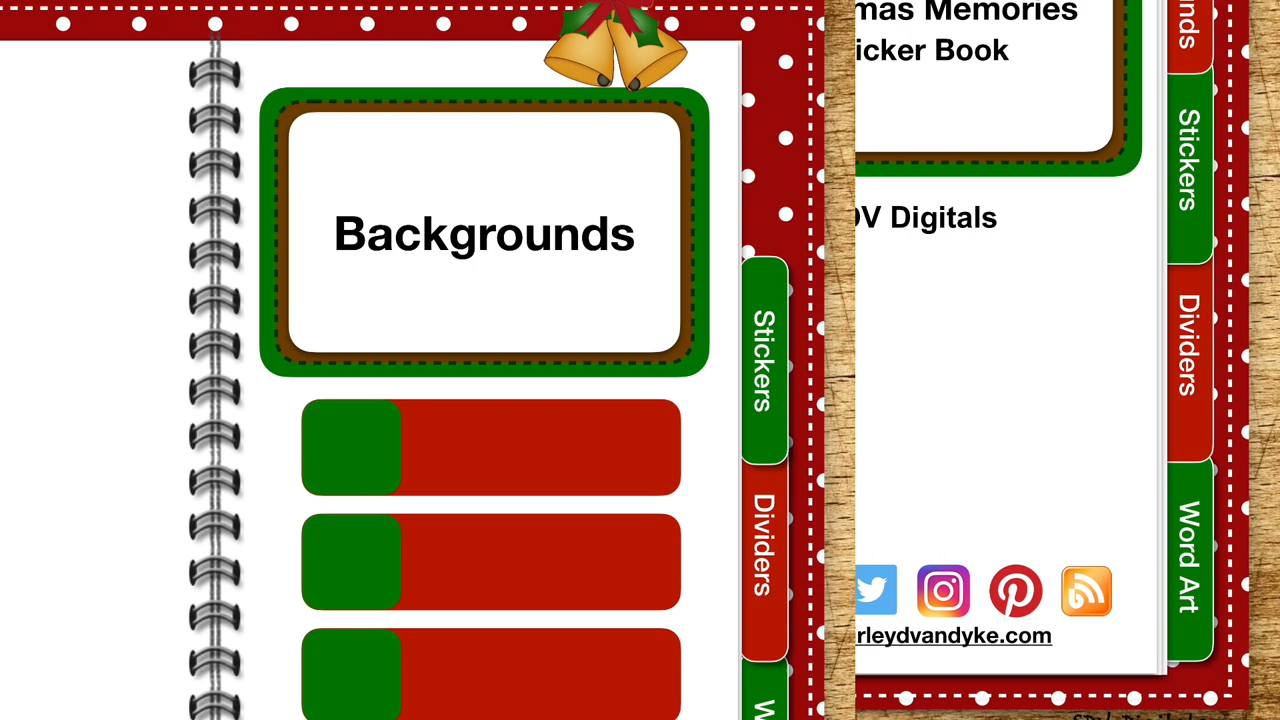 Backgrounds
Stickers
Dividers
mas Memories
icker Book
V Digitals
nds
Stickers
Dividers
Word Art
rleydvandyke.com